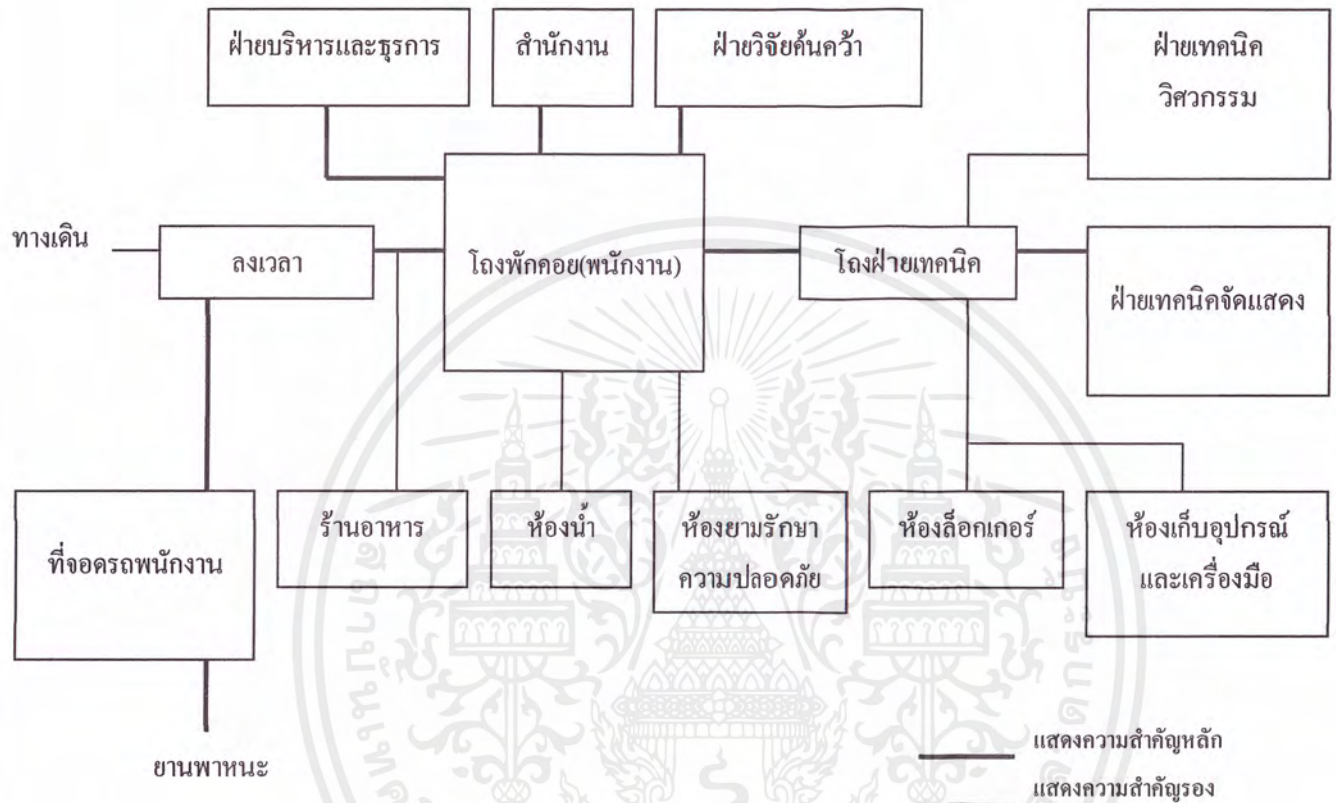 ฝ่ายบริหารและธุรการ
สำนักงาน
ฝ่ายวิจัยค้นคว้า
ฝ่ายเทคนิค
วิศวกรรม
ทางเดิน
ลงเวลา
โถงพักคอย(พนักงาน)
โถงฝ่ายเทคนิค
ฝ่ายเทคนิคจัดแสดง
ที่จอดรถพนักงาน
ร้านอาหาร
ห้องน้ำ
ห้องยามรักษา
ความปลอดภัย
ห้องล็อกเกอร์
ห้องเก็บอุปกรณ์
และเครื่องมือ
ยานพาหนะ
แสดงความสำคัญหลัก
แสดงความสำคัญรอง